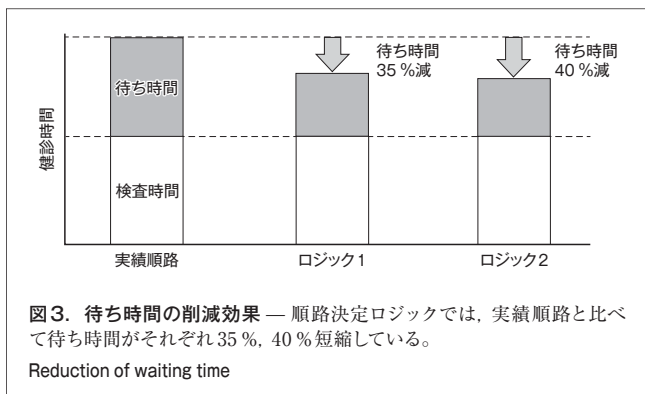 待ち時間
35 %減
待ち時間
40 %減
待ち時間
健診時間
検査時間
実績順路
ロジック1
ロジック2
図3. 待ち時間の削減効果 — 順路決定ロジックでは, 実績順路と比べ
て待ち時間がそれぞれ35 %, 40 %短縮している。
Reduction of waiting time